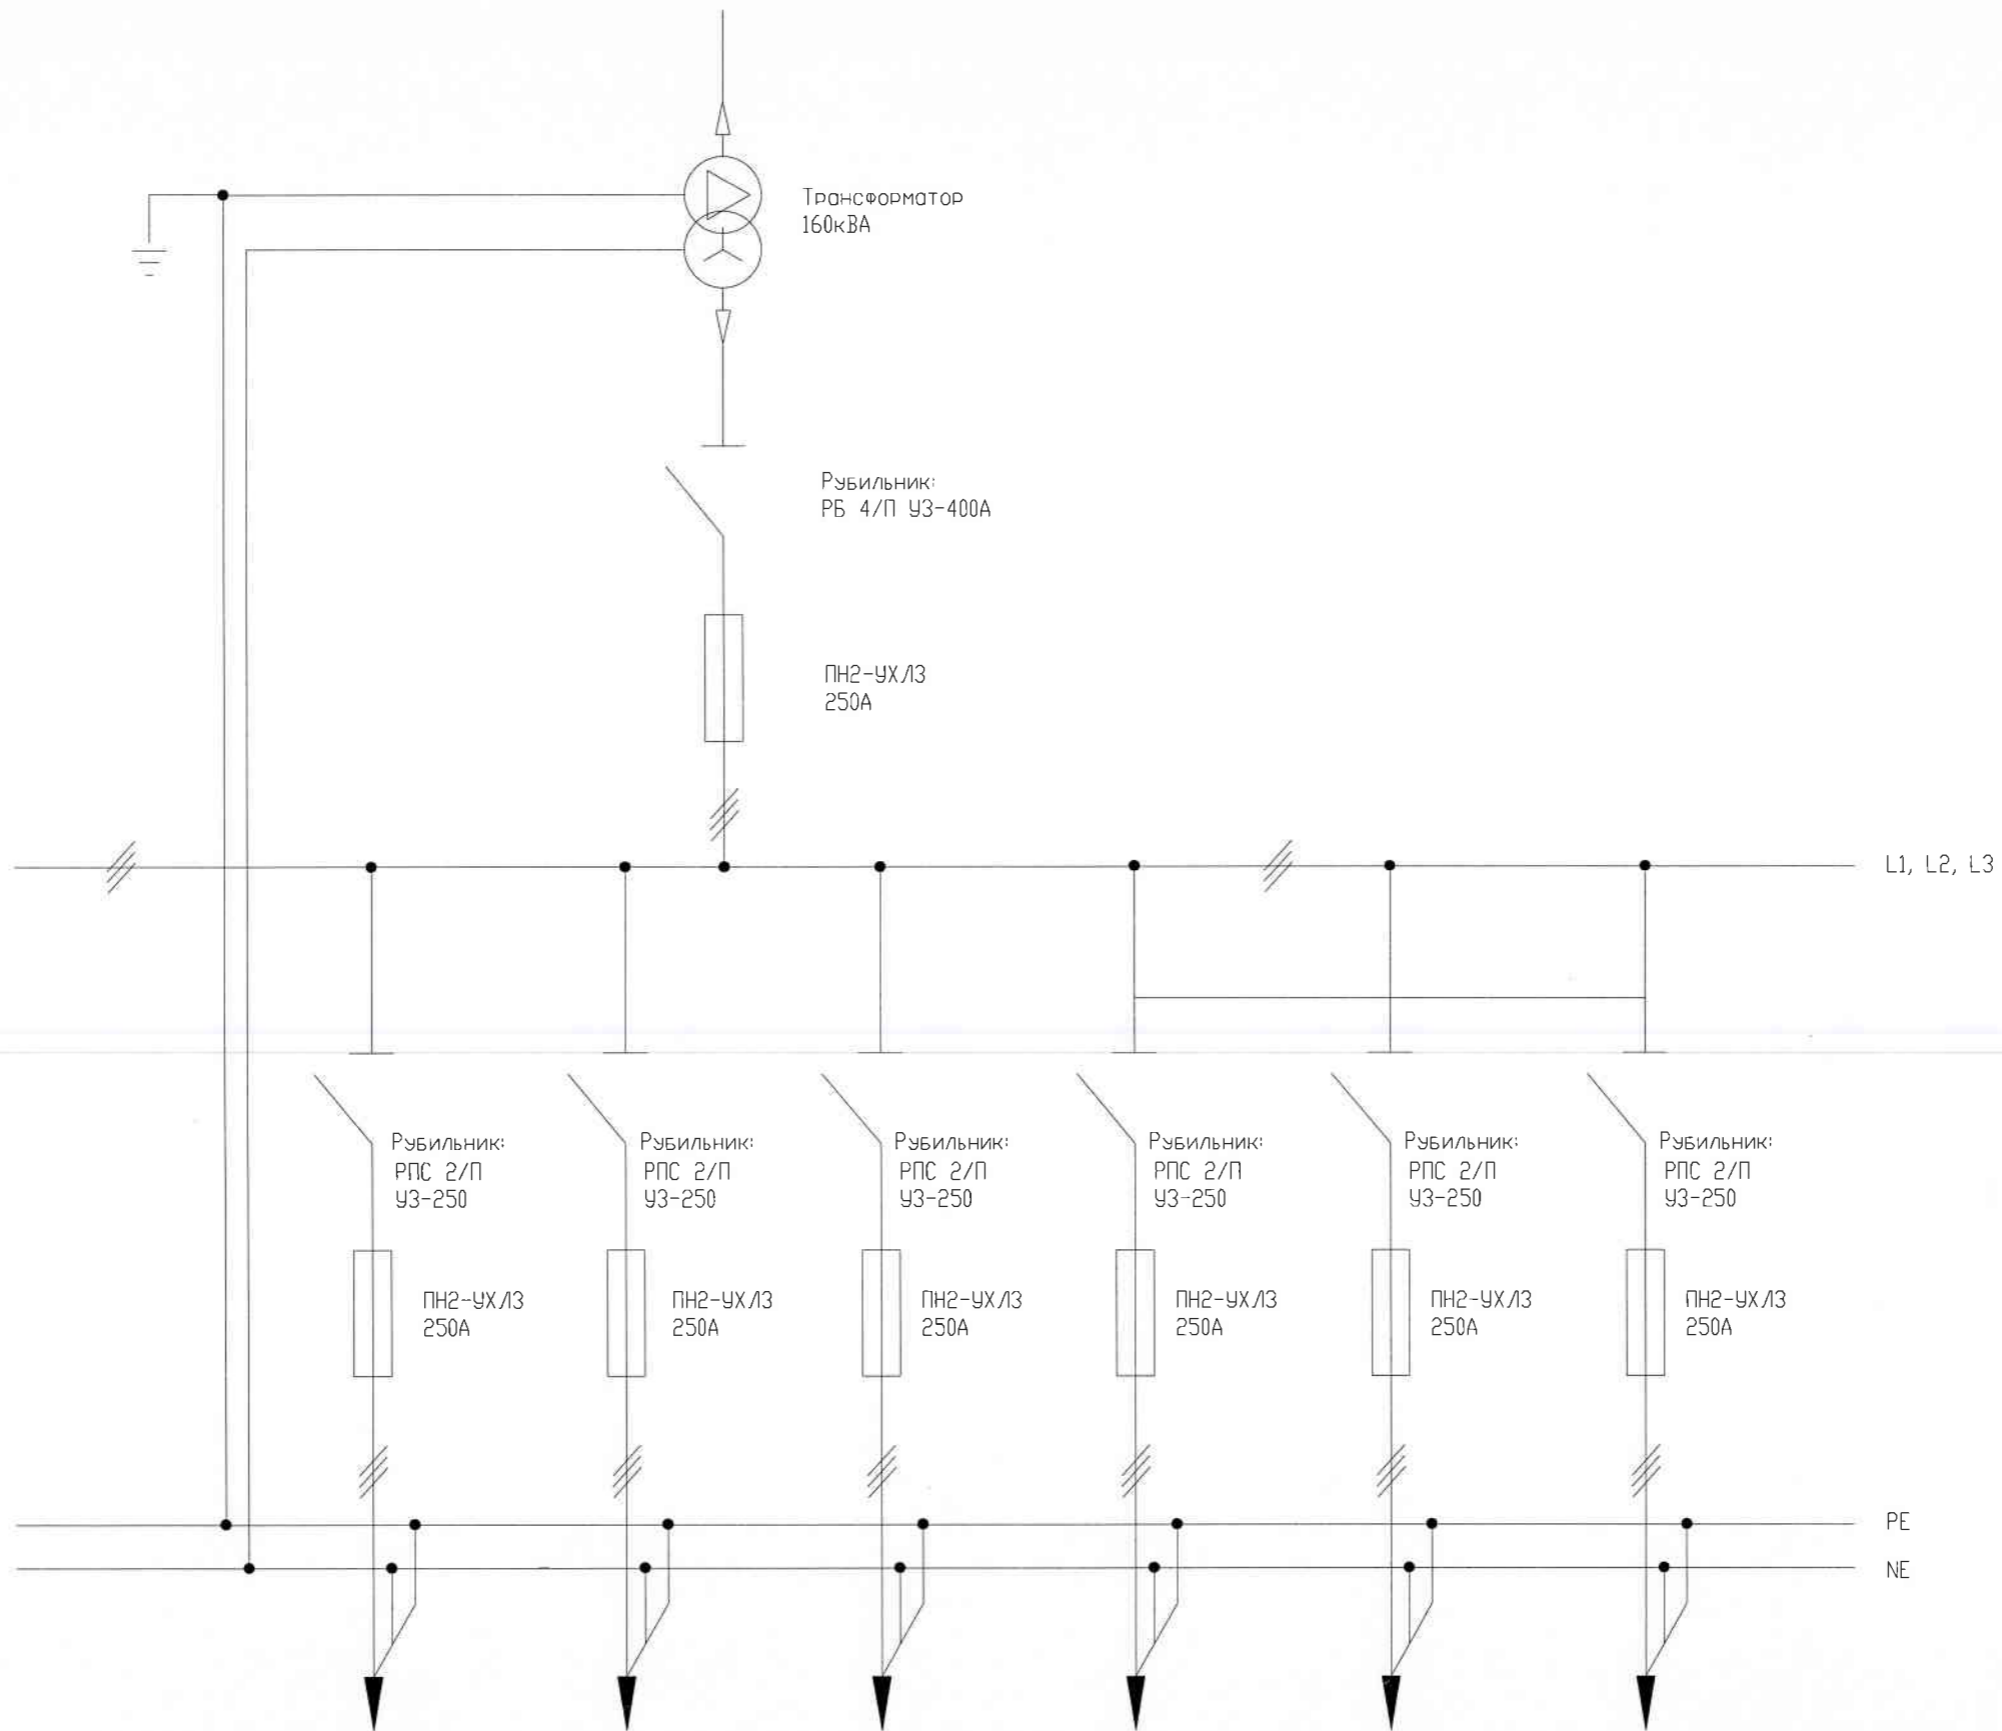 Трансформатор
160кВА
Рубильник:
РБ 4/П У3-400А
ПН2-УХЛ3
250А
L1, L2, L3
Рубильник:
РПС 2/П
У3-250
Рубильник:
РПС 2/П
У3-250
Рубильник:
РПС 2/П
У3-250
Рубильник:
РПС 2/П
У3-250
Рубильник:
РПС 2/П
У3-250
Рубильник:
РПС 2/П
У3-250
ПН2-УХЛ3
250А
ПН2-УХЛ3
250А
ПН2-УХЛ3
250А
ПН2-УХЛ3
250А
ПН2-УХЛ3
250А
ПН2-УХЛ3
250А
PE
NE